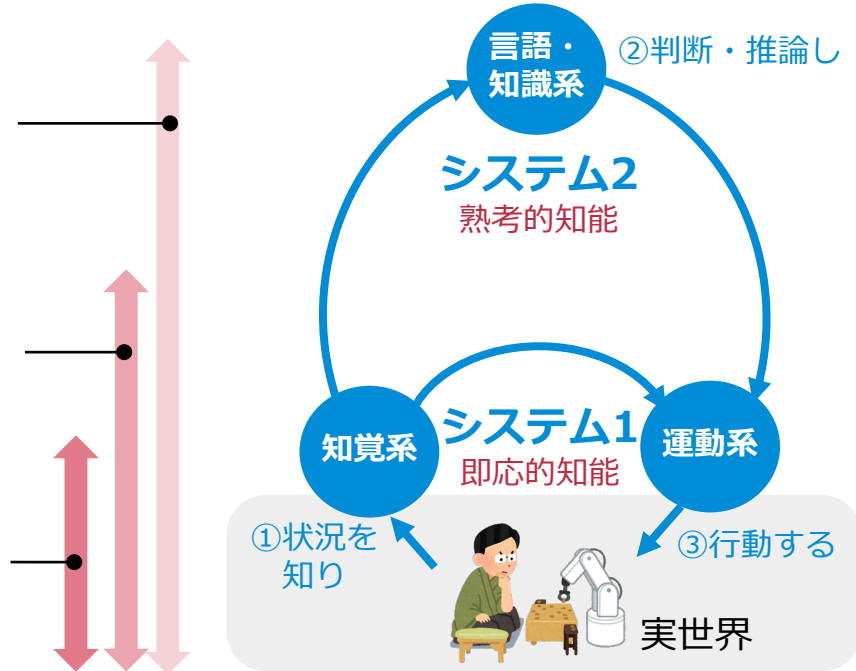 言語・
知識系
②判断・推論し
システム2
熟考的知能
知覚系
システム1
即応的知能
運動系
①状況を
知り
③行動する
実世界